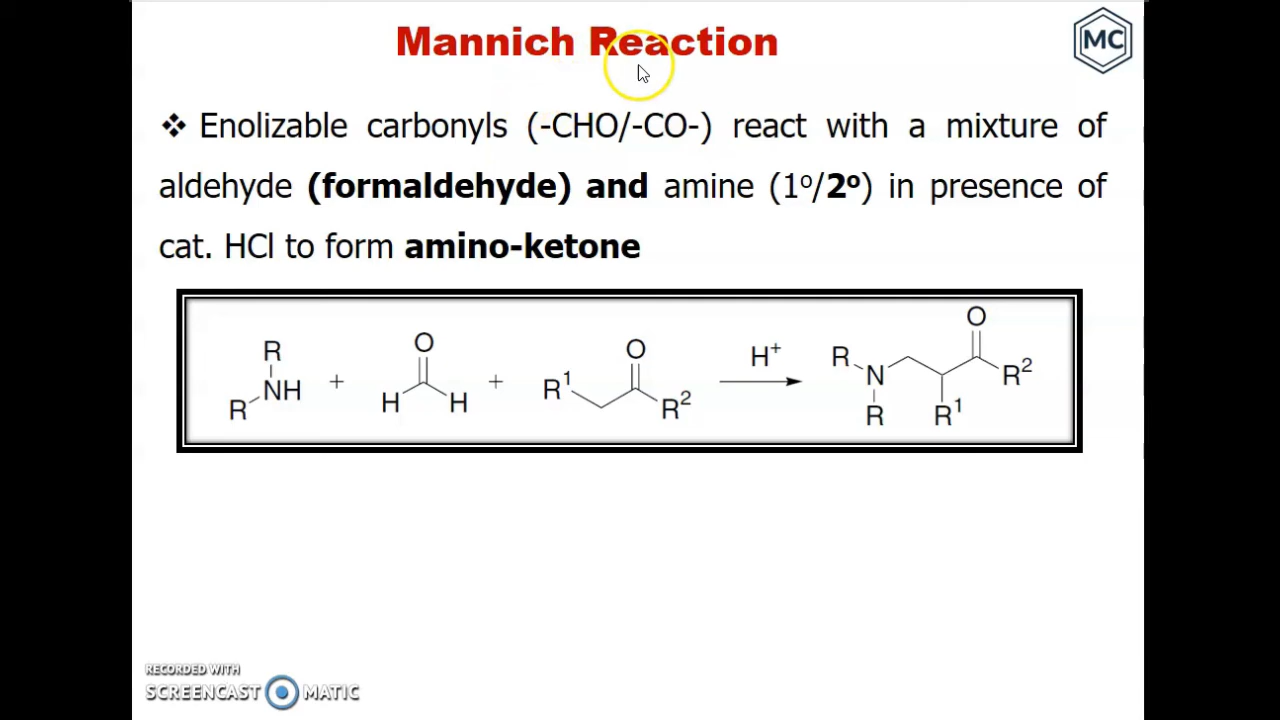 Mannich Reaction
MC
❖ Enolizable carbonyls (-CHO/-CO-) react with a mixture of
aldehyde (formaldehyde) and amine (1º/2º) in presence of
cat. HCl to form amino-ketone
R
R NH
+
O
H H
+
O
R¹ R²
H⁺
O
R N R²
R R¹
RECORDED WITH
SCREENCAST MATIC